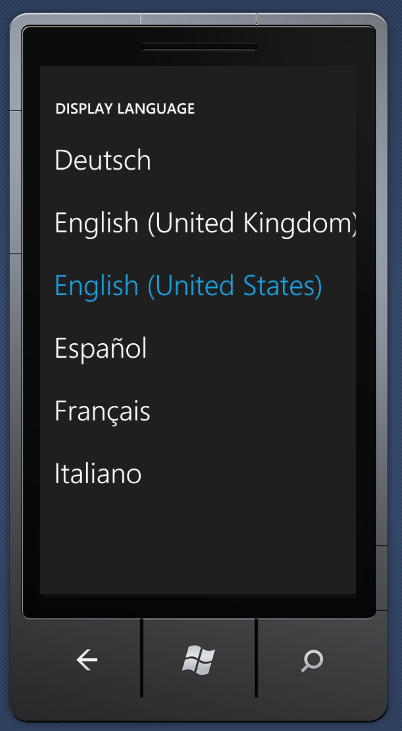 DISPLAY LANGUAGE
Deutsch
English (United Kingdom)
English (United States)
Español
Français
Italiano